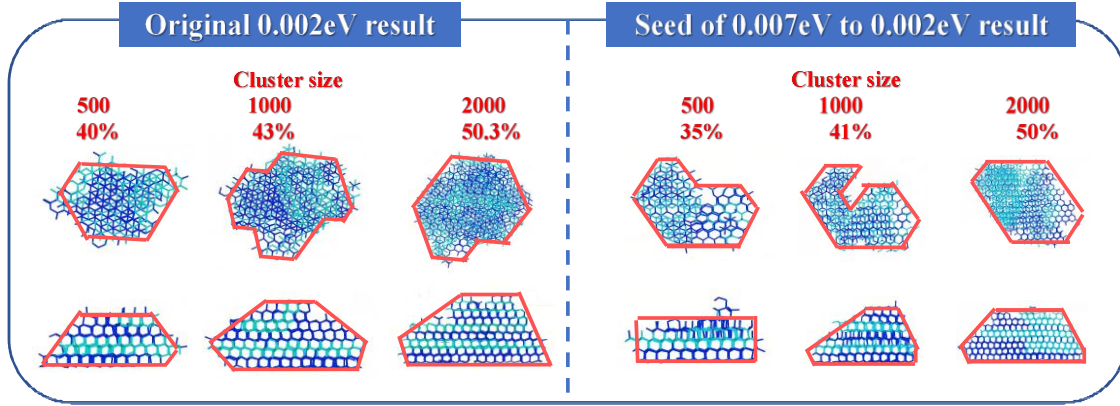 Original 0.002eV result
Cluster size
500 1000 2000
40% 43% 50.3%
Seed of 0.007eV to 0.002eV result
Cluster size
500 1000 2000
35% 41% 50%